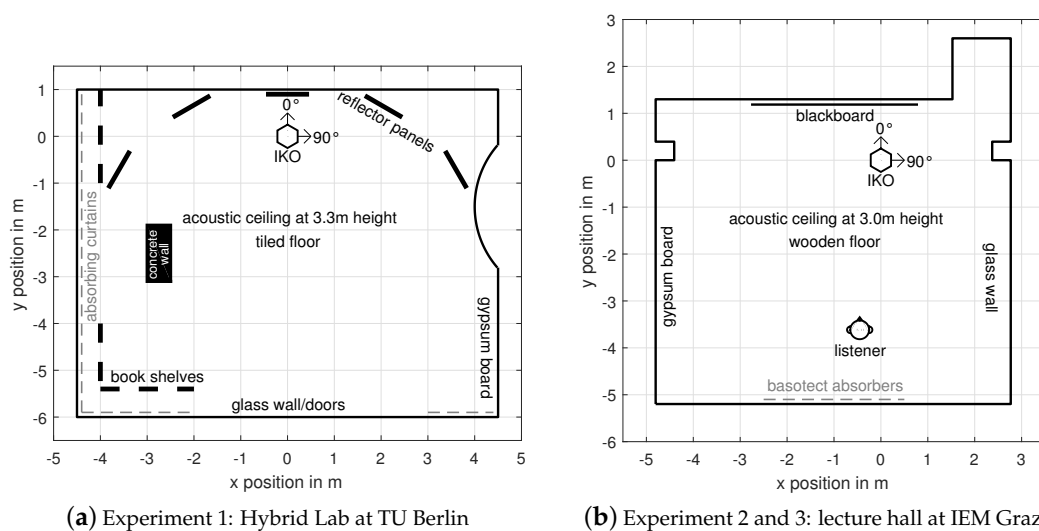 1
0
-1
-2
-3
-4
-5
-6
y position in m
-5 -4 -3 -2 -1 0 1 2 3 4 5
x position in m
0°
90°
IKO
reflector panels
absorbing curtains
acoustic ceiling at 3.3m height
tiled floor
concrete
wall
book shelves
glass wall/doors
gypsum board
(a) Experiment 1: Hybrid Lab at TU Berlin
3
2
1
0
-1
-2
-3
-4
-5
-6
y position in m
-5 -4 -3 -2 -1 0 1 2 3
x position in m
blackboard
0°
90°
IKO
acoustic ceiling at 3.0m height
wooden floor
gypsum board
glass wall
listener
basotect absorbers
(b) Experiment 2 and 3: lecture hall at IEM Graz